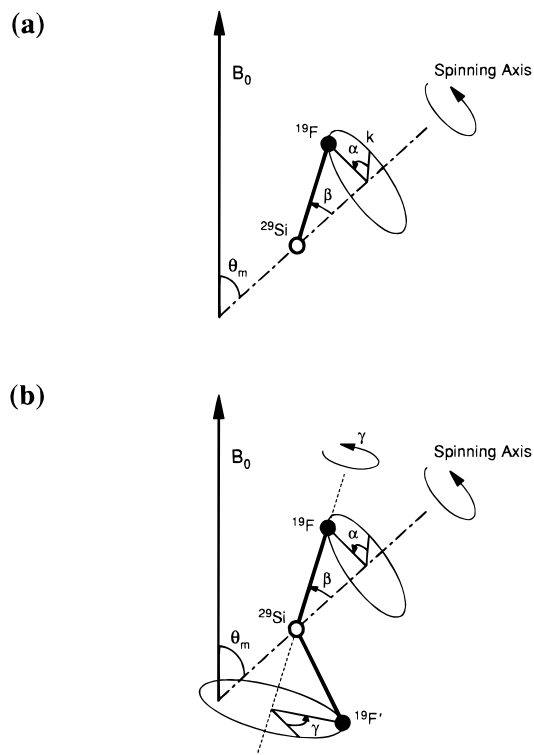 (a)
B₀
Spinning Axis
¹⁹F
k
α
β
²⁹Si
θₘ
(b)
B₀
γ
Spinning Axis
¹⁹F
α
β
²⁹Si
θₘ
γ
¹⁹F'